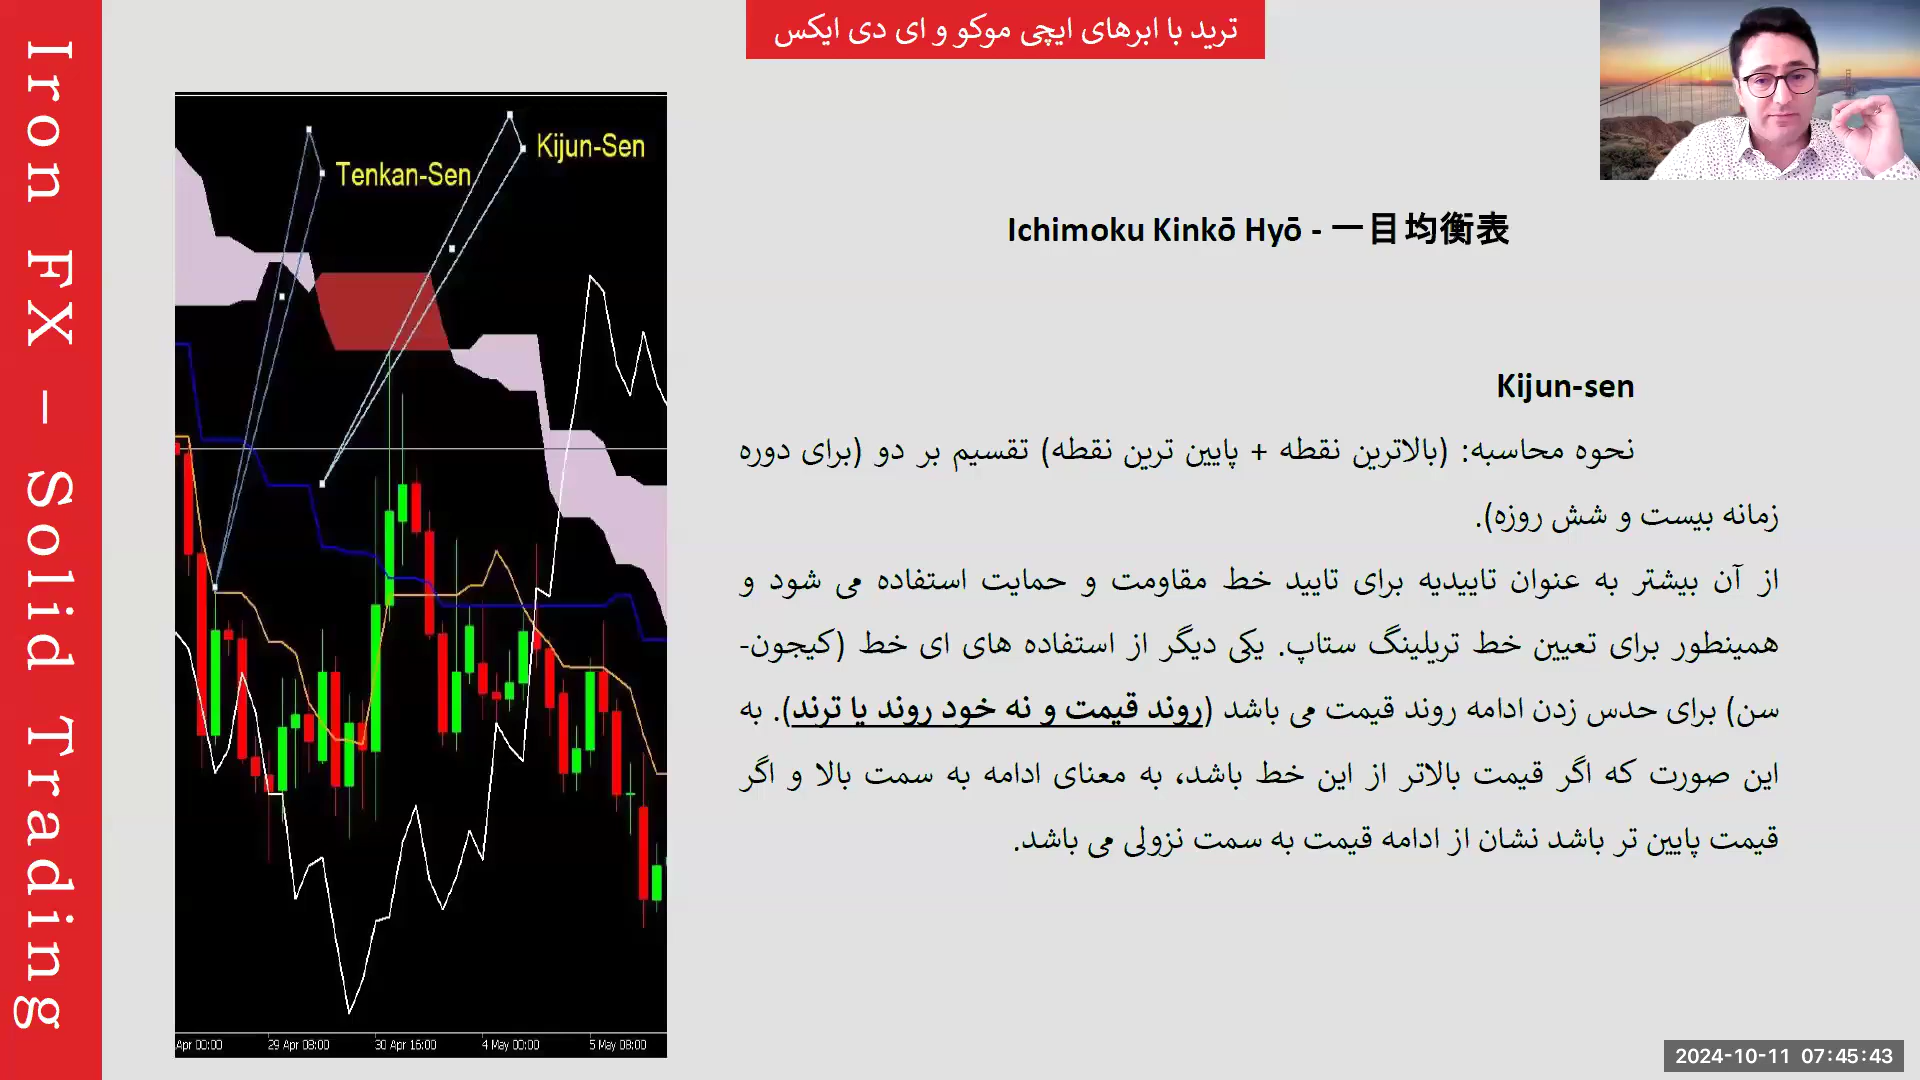 Iron FX – Solid Trading
ترید با ابرهای ایچی موکو و ای دی ایکس
Kijun-Sen
Tenkan-Sen
Ichimoku Kinkō Hyō - 一目均衡表
Kijun-sen
نحوه محاسبه: (بالاترین نقطه + پایین ترین نقطه) تقسیم بر دو (برای دوره
زمانه بیست و شش روزه).
از آن بیشتر به عنوان تاییدیه برای تایید خط مقاومت و حمایت استفاده می شود و
همینطور برای تعیین خط تریلینگ ستاپ. یکی دیگر از استفاده های ای خط (کیجون-
سن) برای حدس زدن ادامه روند قیمت می باشد (روند قیمت و نه خود روند یا ترند). به
این صورت که اگر قیمت بالاتر از این خط باشد، به معنای ادامه به سمت بالا و اگر
قیمت پایین تر باشد نشان از ادامه قیمت به سمت نزولی می باشد.
Apr 00:00 29 Apr 08:00 30 Apr 16:00 4 May 00:00 5 May 08:00
2024-10-11 07:45:43